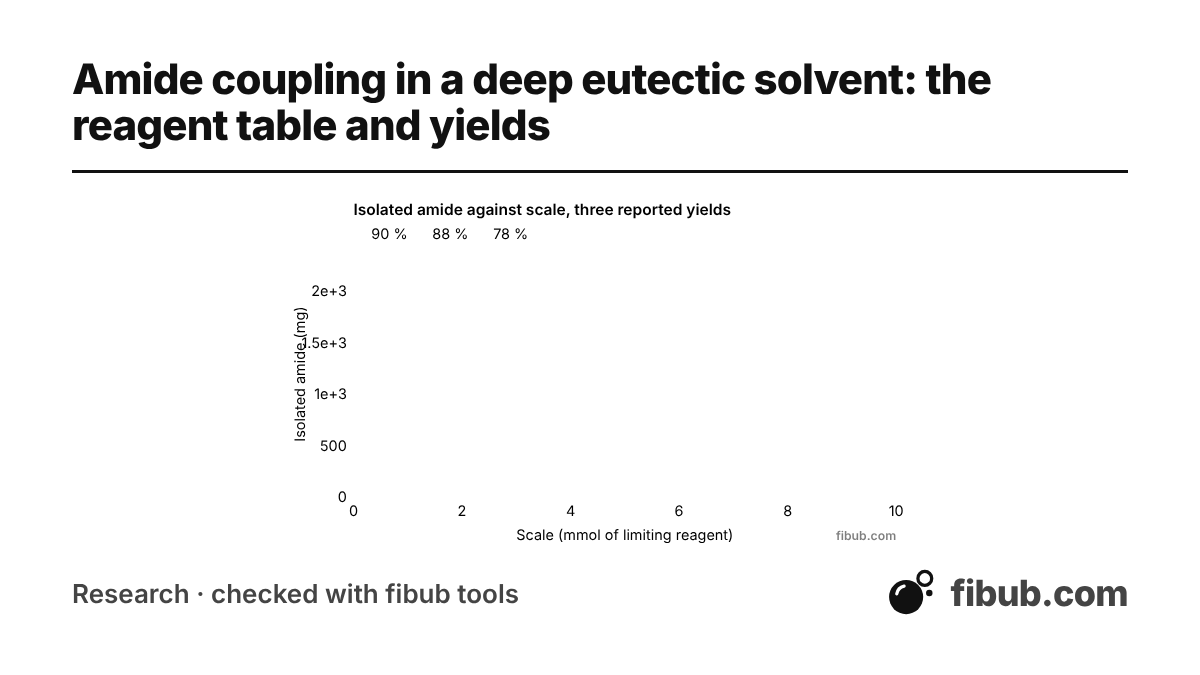 Amide coupling in a deep eutectic solvent: the
reagent table and yields
Isolated amide against scale, three reported yields
90 % 88 % 78 %
2e+3
1.5e+3
1e+3
500
0
Isolated amide (mg)
0 2 4 6 8 10
Scale (mmol of limiting reagent)
fibub.com
Research · checked with fibub tools
fibub.com